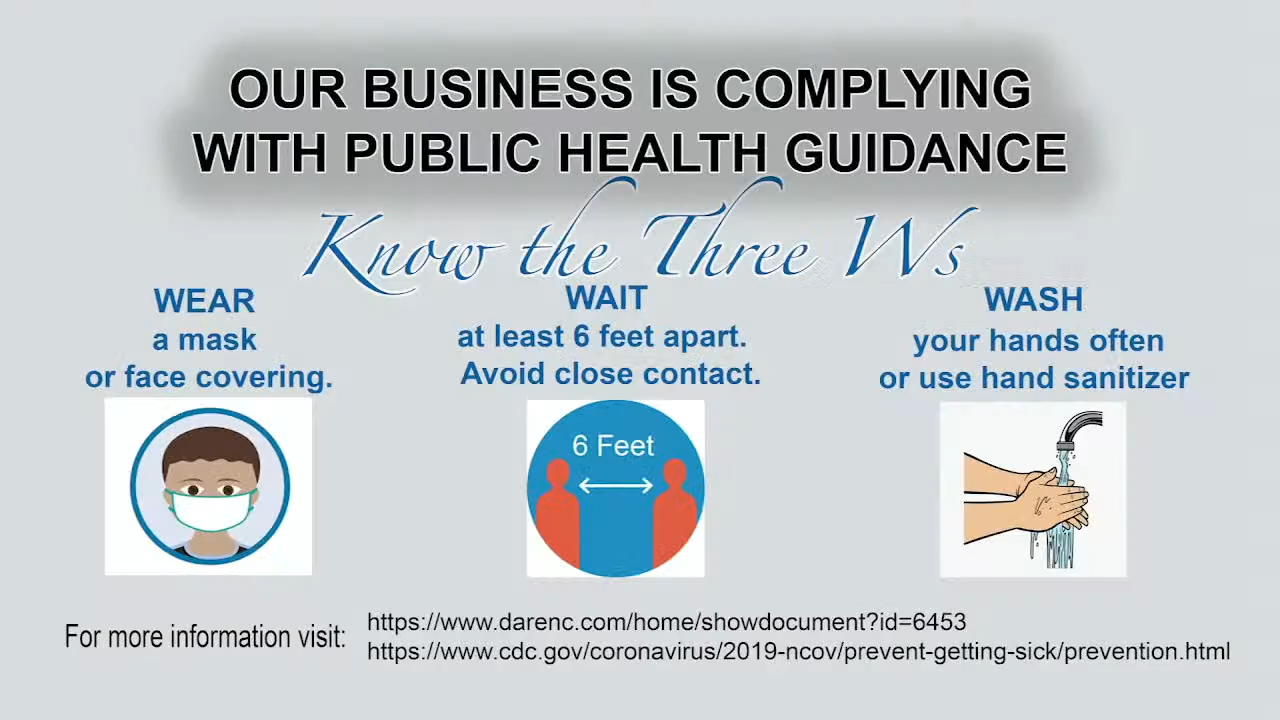 OUR BUSINESS IS COMPLYING
WITH PUBLIC HEALTH GUIDANCE
Know the Three Ws
WEAR
a mask
or face covering.
WAIT
at least 6 feet apart.
Avoid close contact.
6 Feet
WASH
your hands often
or use hand sanitizer
For more information visit:
https://www.darenc.com/home/showdocument?id=6453
https://www.cdc.gov/coronavirus/2019-ncov/prevent-getting-sick/prevention.html